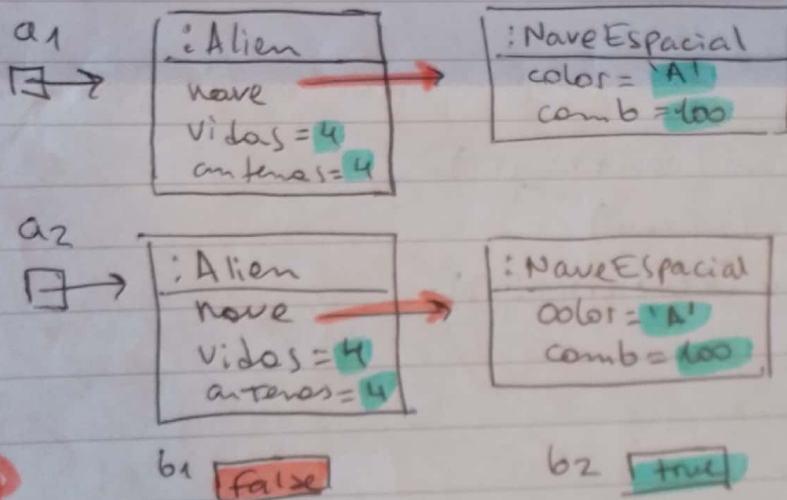 a1
:Alien
nave
vidas = 4
antenas = 4
:NaveEspacial
color = 'A'
comb = 100
a2
:Alien
nave
vidas = 4
antenas = 4
:NaveEspacial
color = 'A'
comb = 100
b1 false
b2 true